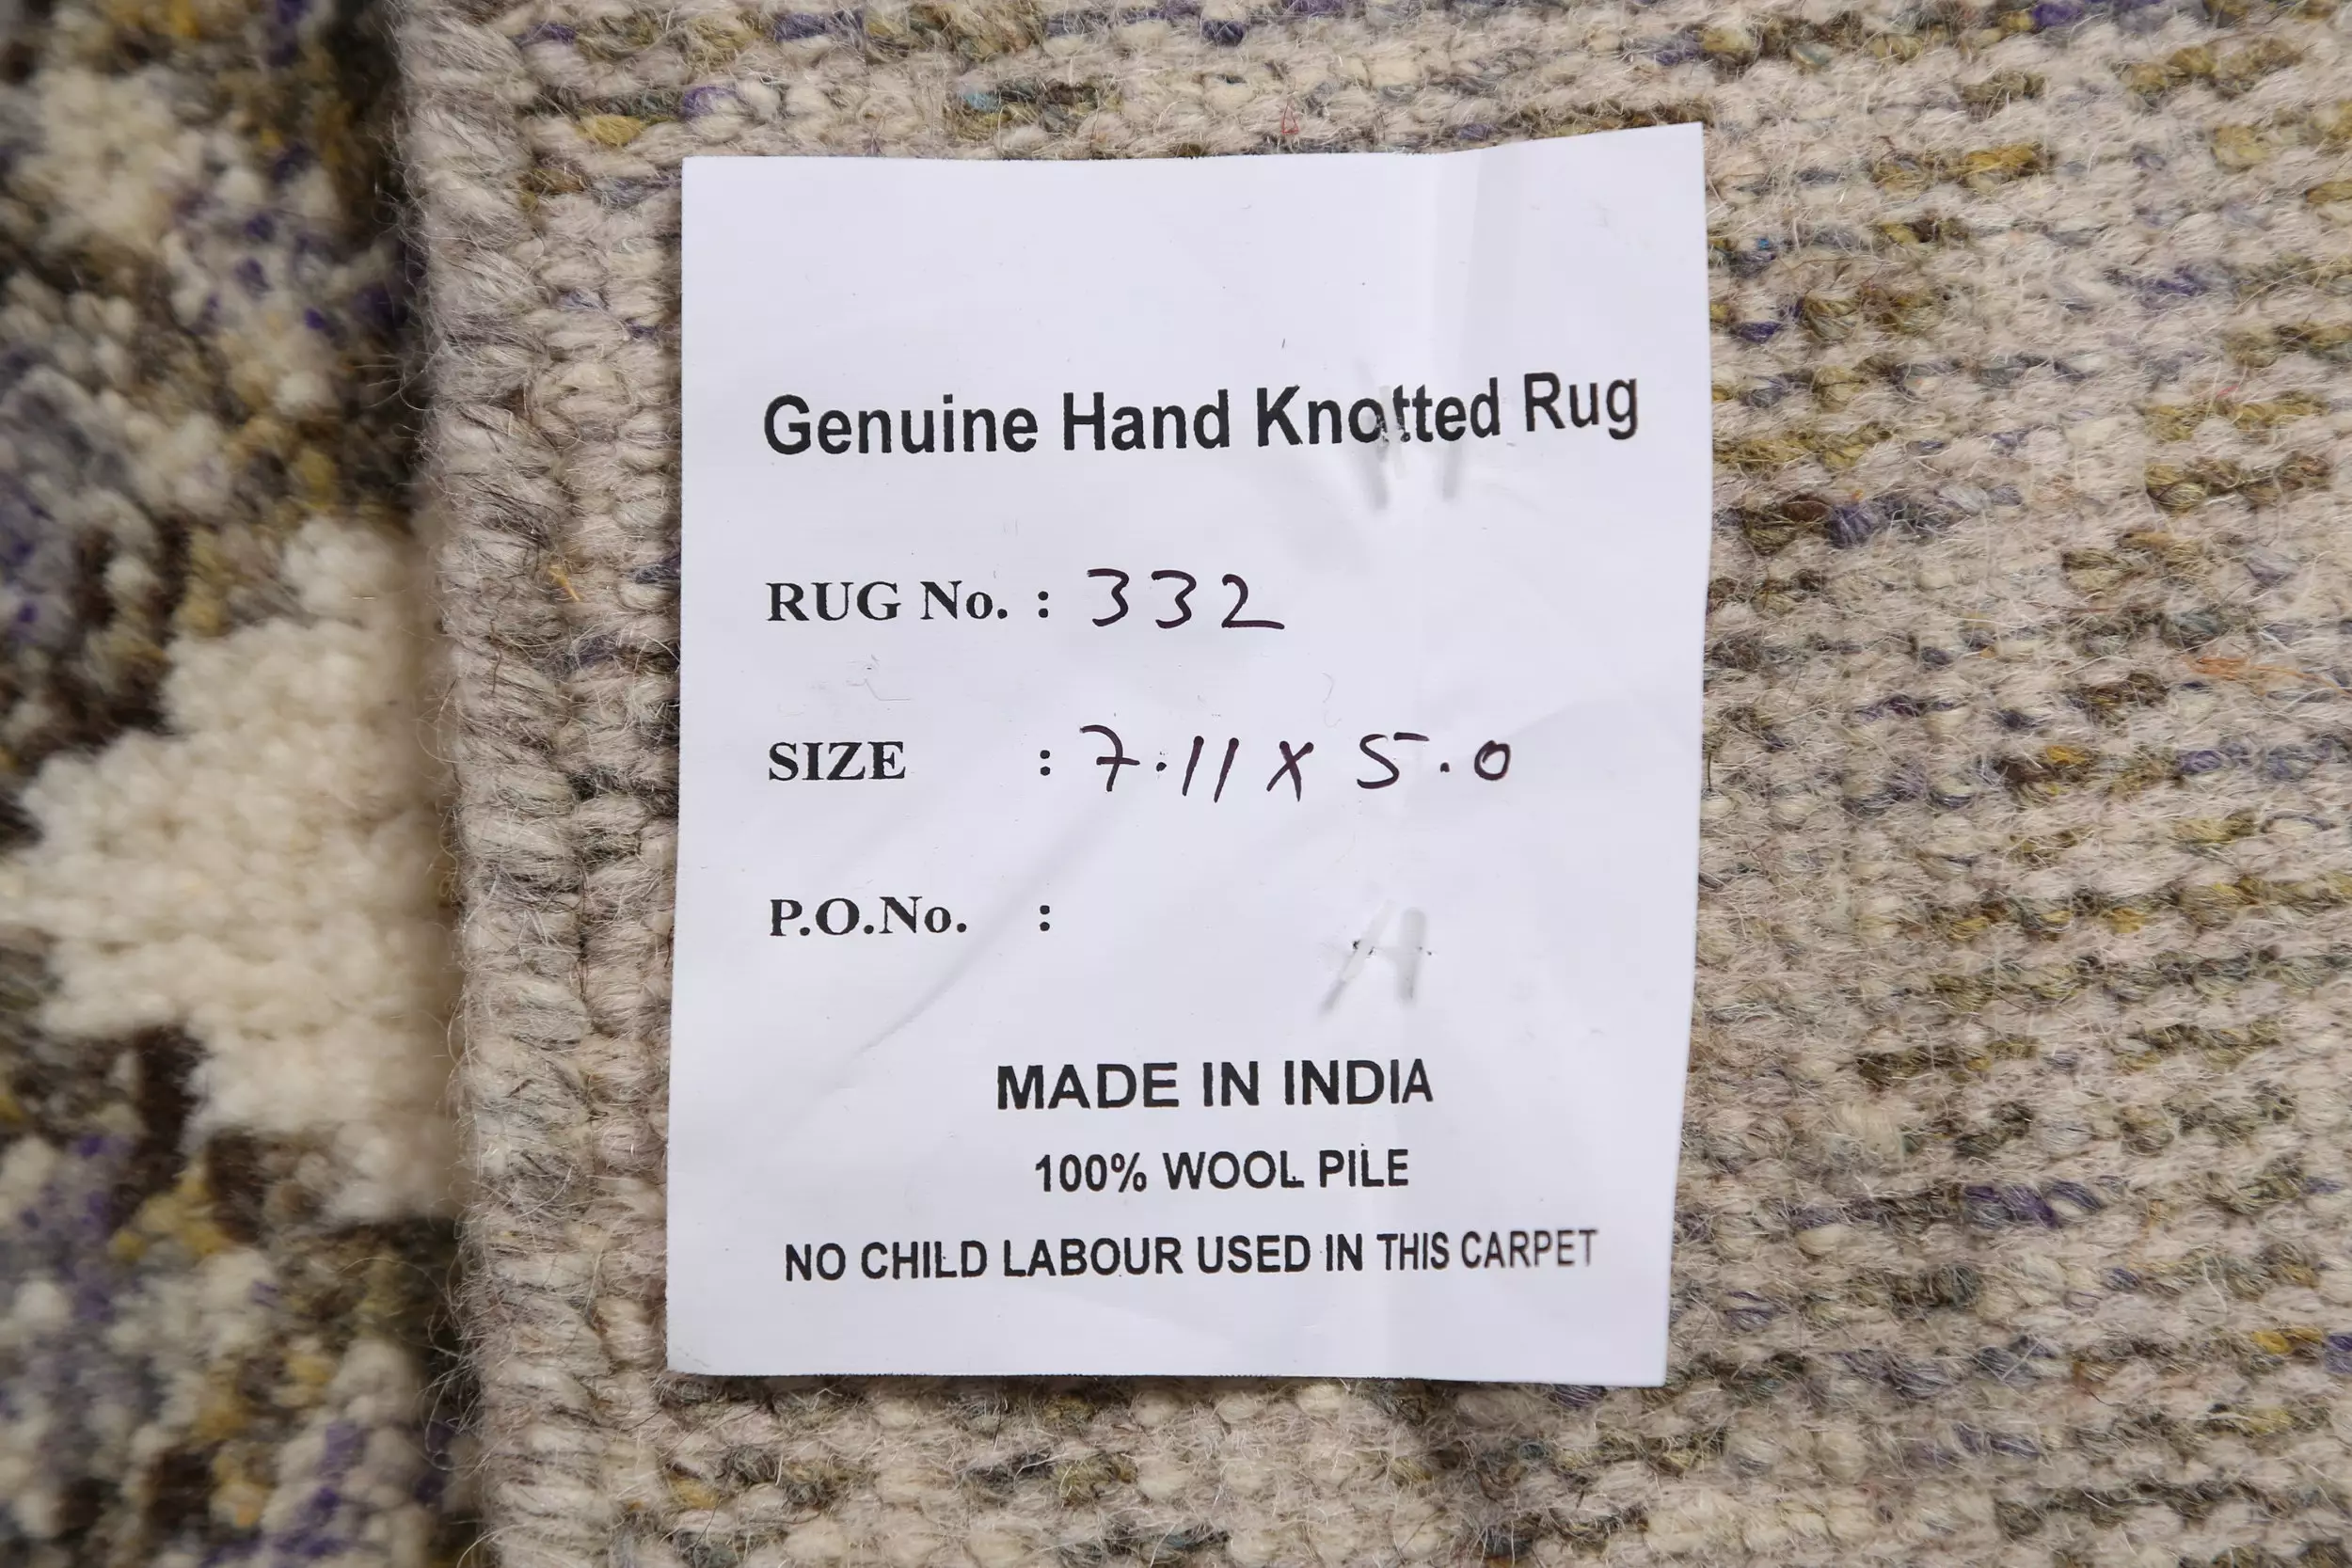 Genuine Hand Knotted Rug
RUG No. : 332
SIZE : 7.11 X 5.0
P.O.No. :
MADE IN INDIA
100% WOOL PILE
NO CHILD LABOUR USED IN THIS CARPET